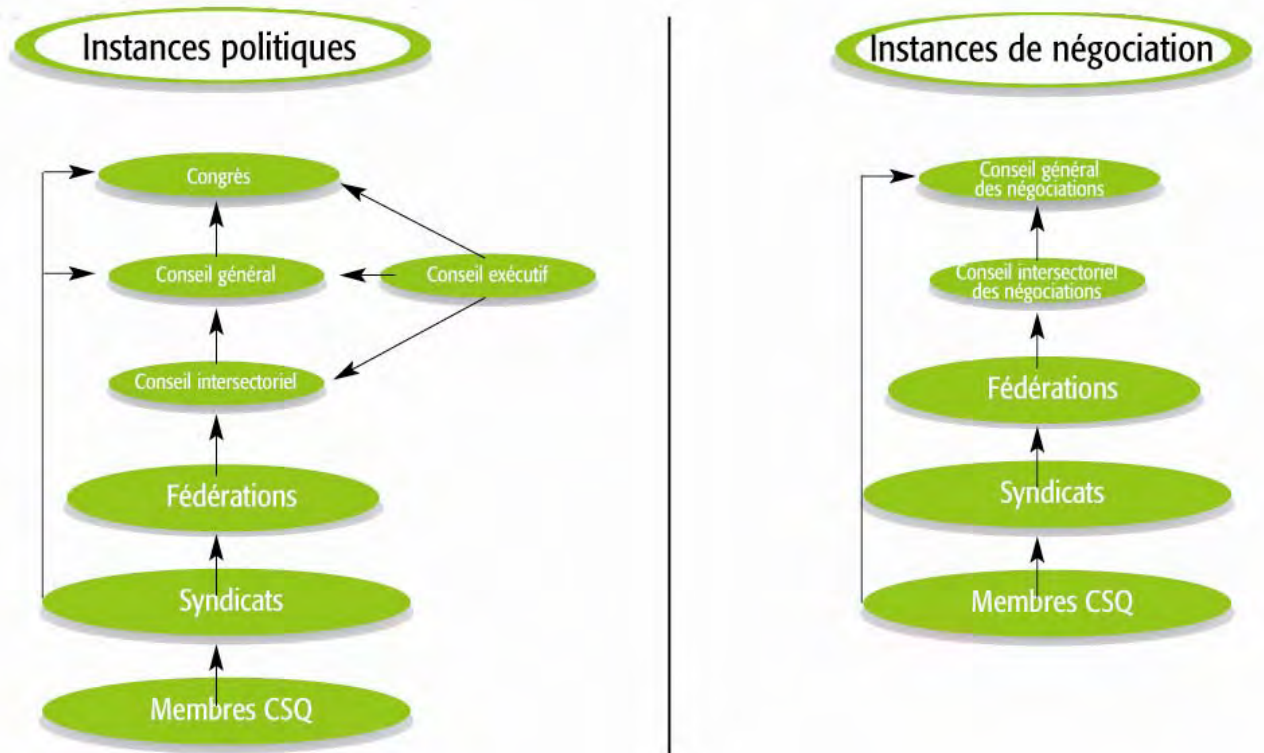 Instances politiques
Congrès
Conseil général
Conseil exécutif
Conseil intersectoriel
Fédérations
Syndicats
Membres CSQ
Instances de négociation
Conseil général
des négociations
Conseil intersectoriel
des négociations
Fédérations
Syndicats
Membres CSQ